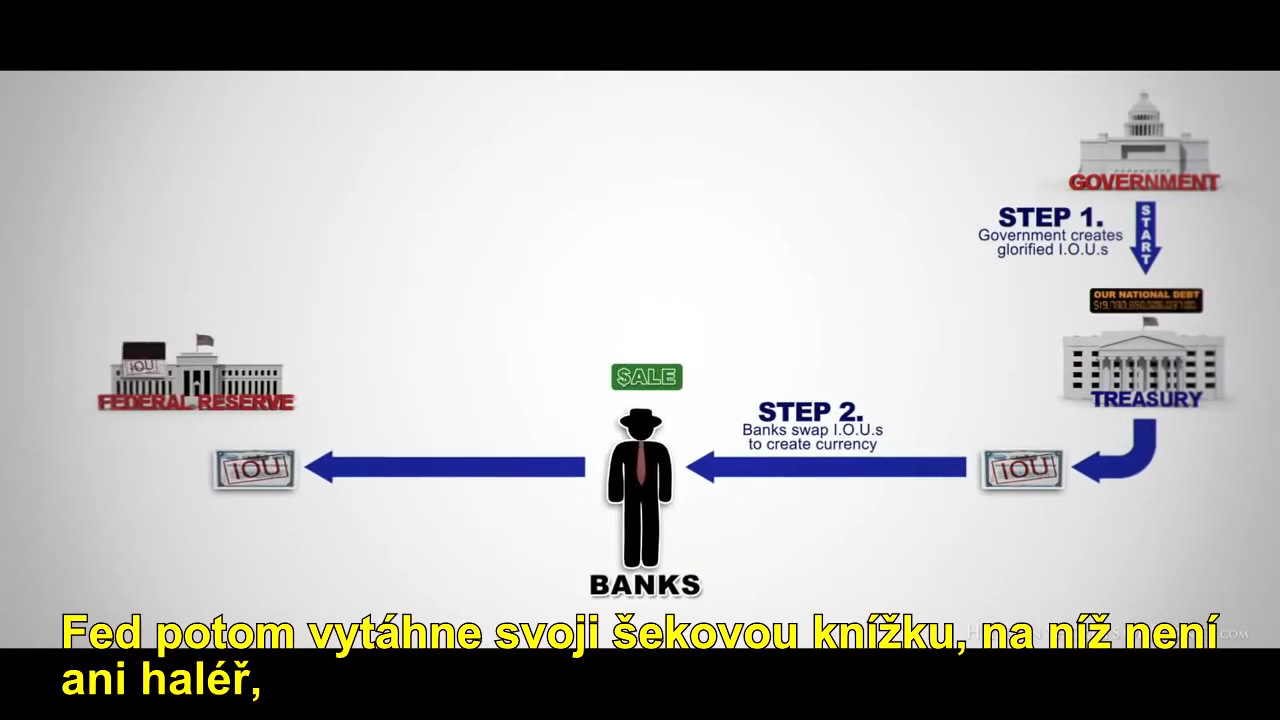 GOVERNMENT
STEP 1.
Government creates
glorified I.O.U.s
START
OUR NATIONAL DEBT
TREASURY
IOU
FEDERAL RESERVE
$ALE
STEP 2.
Banks swap I.O.U.s
to create currency
IOU
IOU
BANKS
Fed potom vytáhne svoji šekovou knížku, na níž není
ani haléř,